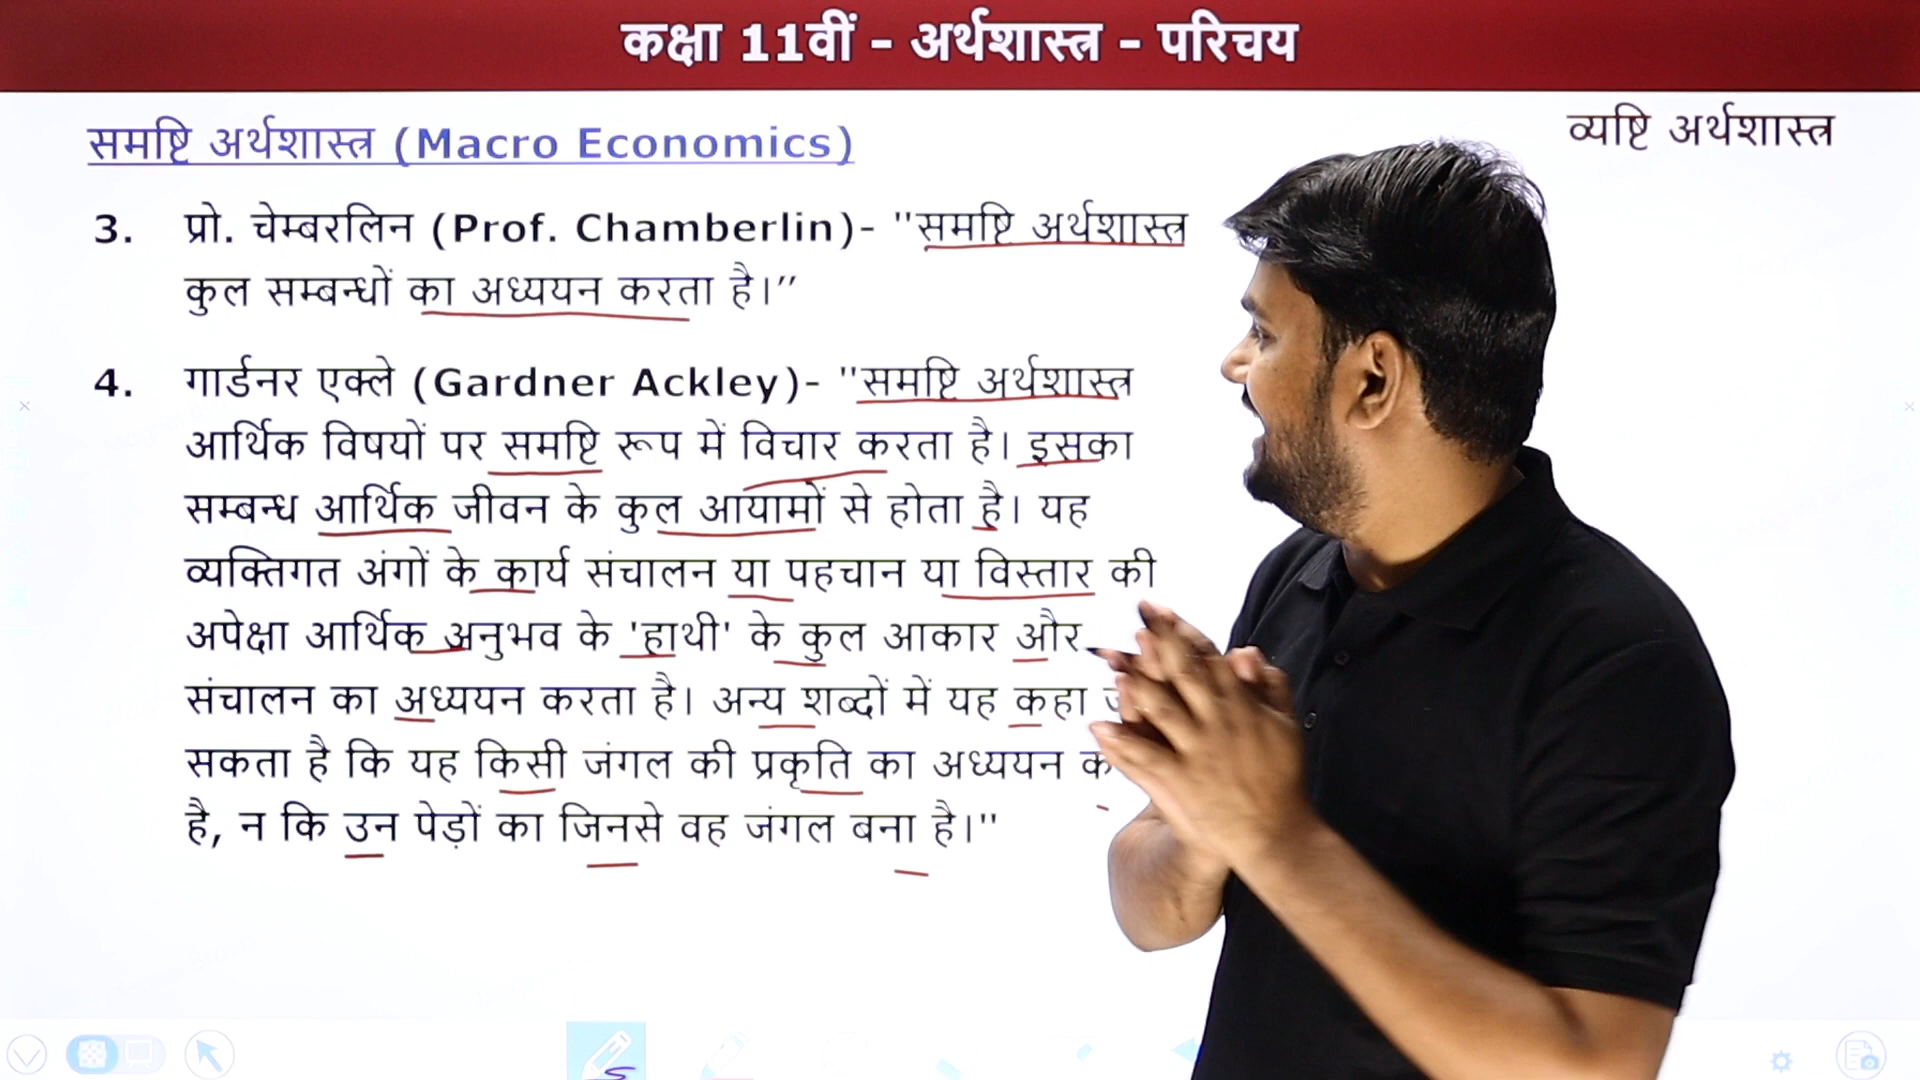 कक्षा 11वीं - अर्थशास्त्र - परिचय
व्यष्टि अर्थशास्त्र
समष्टि अर्थशास्त्र (Macro Economics)
3. प्रो. चेम्बरलिन (Prof. Chamberlin)- "समष्टि अर्थशास्त्र
कुल सम्बन्धों का अध्ययन करता है।"
4. गार्डनर एक्ले (Gardner Ackley)- "समष्टि अर्थशास्त्र
आर्थिक विषयों पर समष्टि रूप में विचार करता है। इसका
सम्बन्ध आर्थिक जीवन के कुल आयामों से होता है। यह
व्यक्तिगत अंगों के कार्य संचालन या पहचान या विस्तार की
अपेक्षा आर्थिक अनुभव के 'हाथी' के कुल आकार और
संचालन का अध्ययन करता है। अन्य शब्दों में यह कहा
सकता है कि यह किसी जंगल की प्रकृति का अध्ययन
है, न कि उन पेड़ों का जिनसे वह जंगल बना है।"